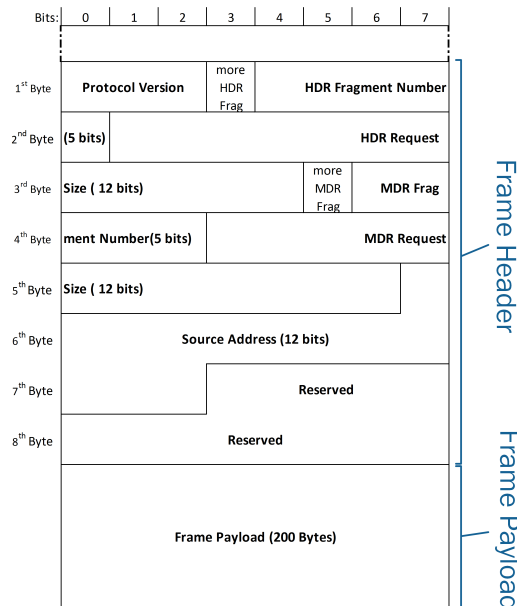 Bits: 0 1 2 3 4 5 6 7
1st Byte Protocol Version more HDR Frag HDR Fragment Number
2nd Byte (5 bits) HDR Request
3rd Byte Size ( 12 bits) more MDR Frag MDR Frag
4th Byte ment Number(5 bits) MDR Request
5th Byte Size ( 12 bits)
6th Byte Source Address (12 bits)
7th Byte Reserved
8th Byte Reserved
Frame Payload (200 Bytes)
Frame Header
Frame Payload